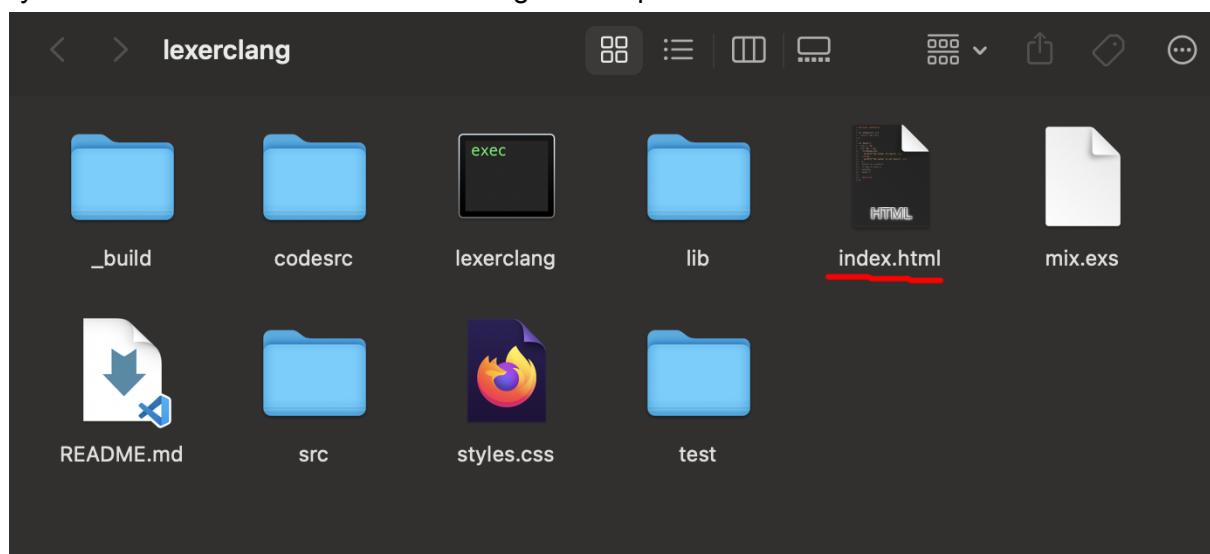 lexerclang
exec
HTML
_build codesrc lexerclang lib index.html mix.exs
README.md src styles.css test